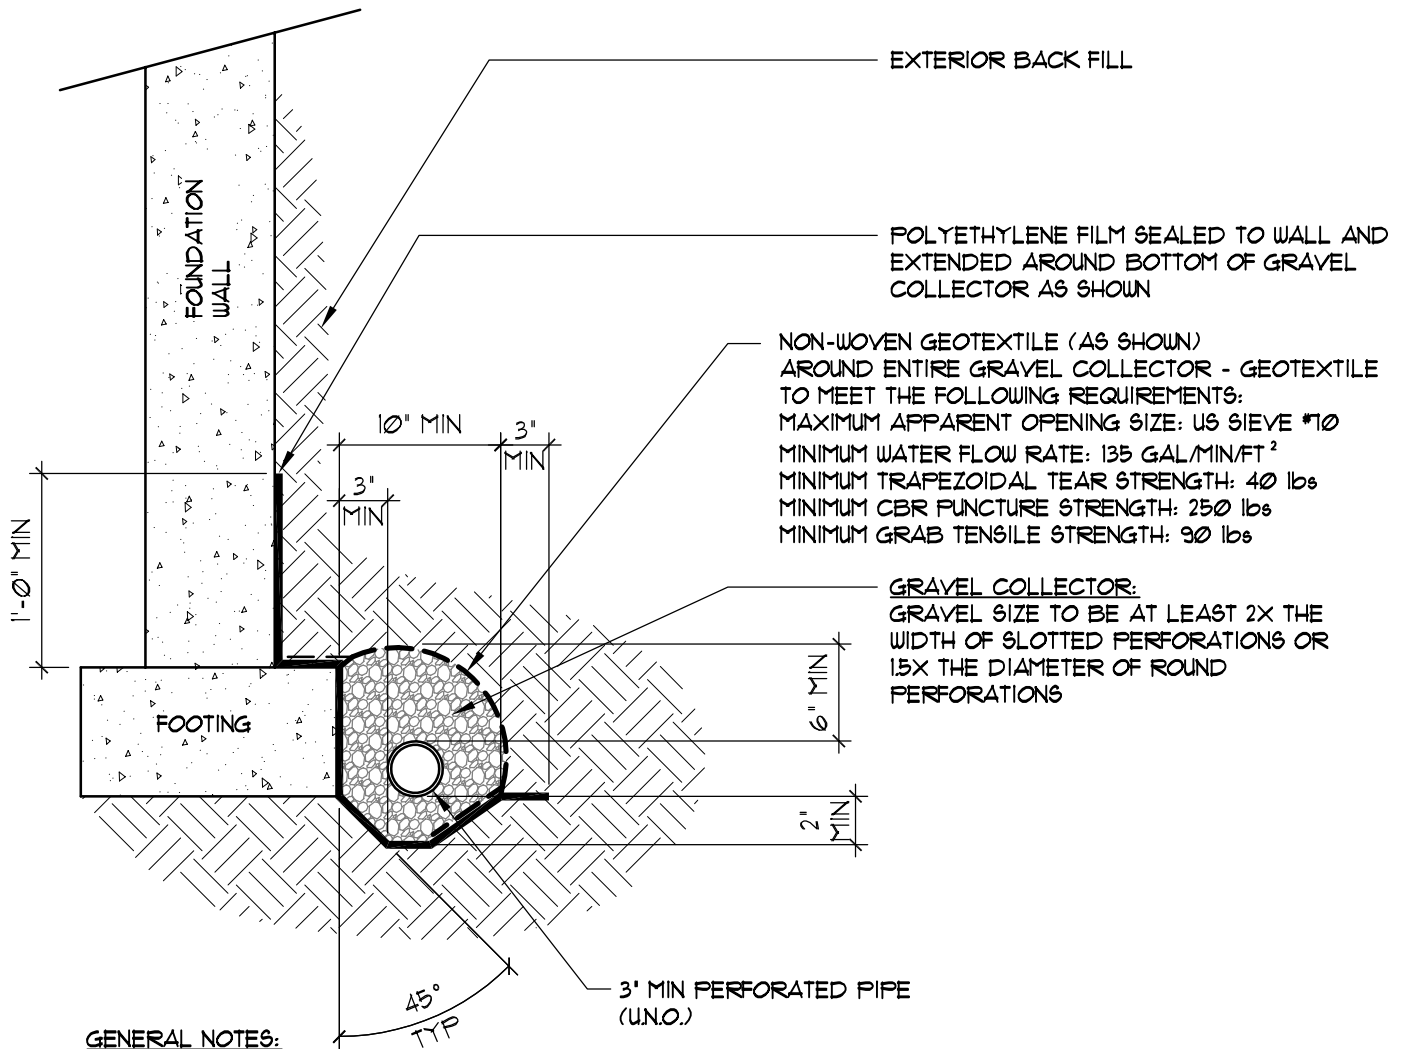 EXTERIOR BACK FILL
POLYETHYLENE FILM SEALED TO WALL AND
EXTENDED AROUND BOTTOM OF GRAVEL
COLLECTOR AS SHOWN
FOUNDATION
WALL
NON-WOVEN GEOTEXTILE (AS SHOWN)
AROUND ENTIRE GRAVEL COLLECTOR - GEOTEXTILE
TO MEET THE FOLLOWING REQUIREMENTS:
MAXIMUM APPARENT OPENING SIZE: US SIEVE #70
MINIMUM WATER FLOW RATE: 135 GAL/MIN/FT²
MINIMUM TRAPEZOIDAL TEAR STRENGTH: 40 lbs
MINIMUM CBR PUNCTURE STRENGTH: 250 lbs
MINIMUM GRAB TENSILE STRENGTH: 90 lbs
10" MIN
3"
MIN
3"
MIN
1'-0" MIN
GRAVEL COLLECTOR:
GRAVEL SIZE TO BE AT LEAST 2X THE
WIDTH OF SLOTTED PERFORATIONS OR
1.5X THE DIAMETER OF ROUND
PERFORATIONS
6" MIN
FOOTING
2"
MIN
3" MIN PERFORATED PIPE
(U.N.O.)
45°
TYP
GENERAL NOTES: